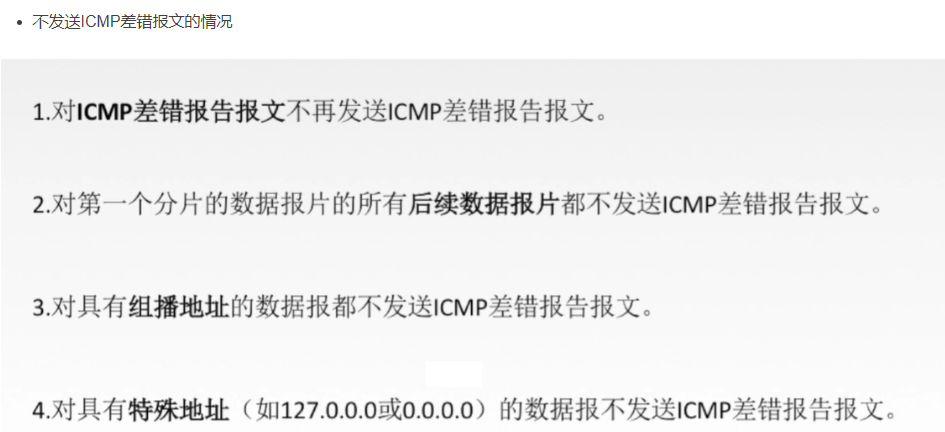 • 不发送ICMP差错报文的情况
1.对ICMP差错报告报文不再发送ICMP差错报告报文。
2.对第一个分片的数据报片的所有后续数据报片都不发送ICMP差错报告报文。
3.对具有组播地址的数据报都不发送ICMP差错报告报文。
4.对具有特殊地址（如127.0.0.0或0.0.0.0）的数据报不发送ICMP差错报告报文。